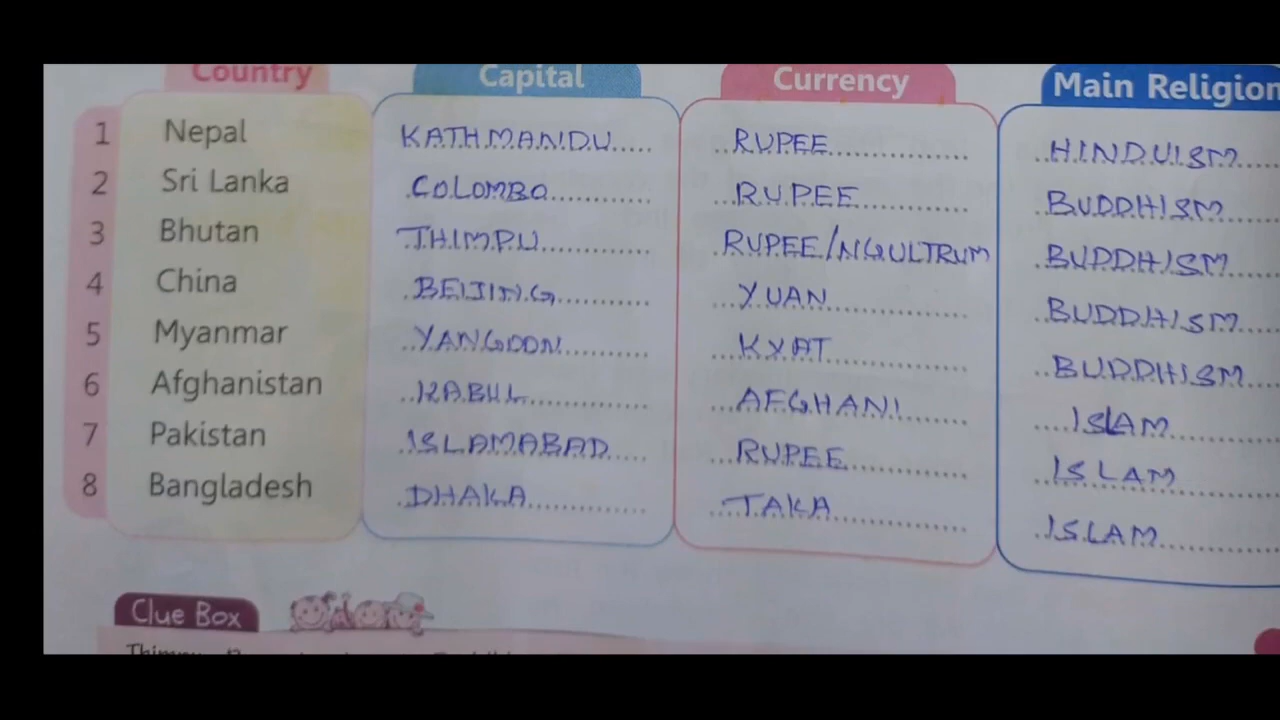 Country Capital Currency Main Religion
1 Nepal KATHMANDU RUPEE HINDUISM
2 Sri Lanka COLOMBO RUPEE BUDDHISM
3 Bhutan THIMPU RUPEE/NGULTRUM BUDDHISM
4 China BEIJING YUAN BUDDHISM
5 Myanmar YANGOON KYAT BUDDHISM
6 Afghanistan KABUL AFGHANI ISLAM
7 Pakistan ISLAMABAD RUPEE ISLAM
8 Bangladesh DHAKA TAKA ISLAM
Clue Box